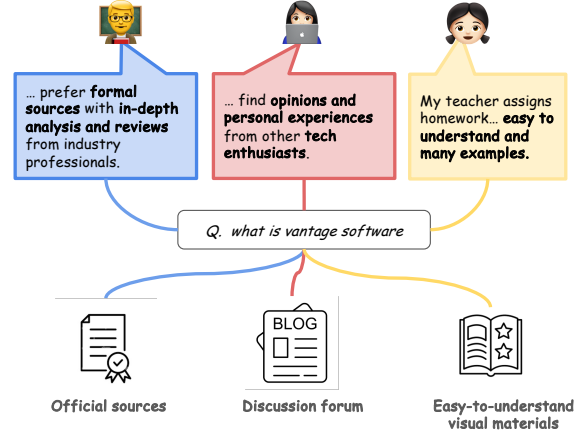 ... prefer formal
sources with in-depth
analysis and reviews
from industry
professionals.
... find opinions and
personal experiences
from other tech
enthusiasts.
My teacher assigns
homework... easy to
understand and
many examples.
Q. what is vantage software
BLOG
Official sources
Discussion forum
Easy-to-understand
visual materials